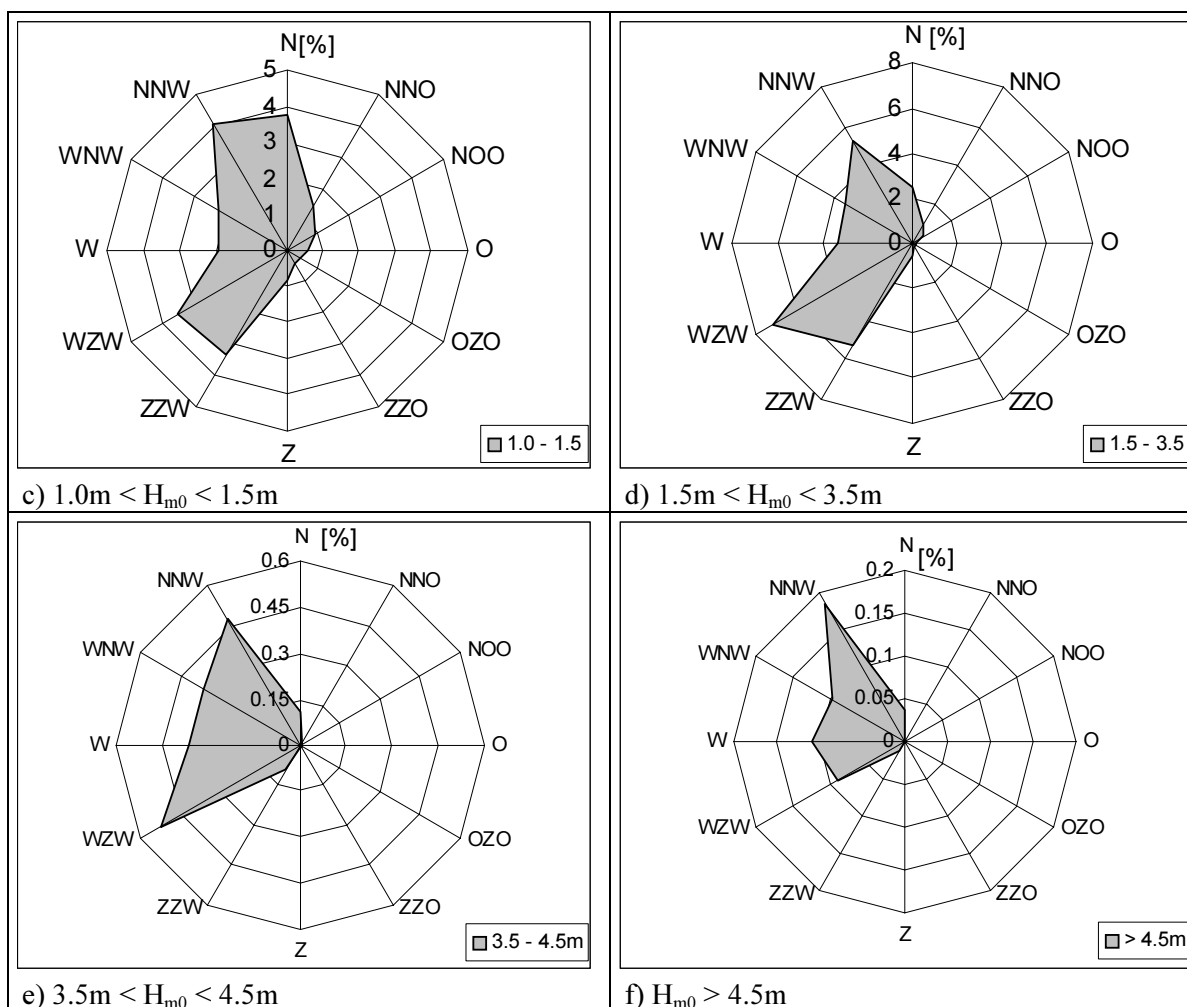 N [%]
5
NNW
NNO
4
WNW
3
NOO
2
1
W
0
O
WZW
OZO
ZZW
ZZO
Z
1.0 - 1.5
c) 1.0m < Hm0 < 1.5m
N [%]
8
NNW
NNO
6
WNW
4
NOO
2
W
0
O
WZW
OZO
ZZW
ZZO
Z
1.5 - 3.5
d) 1.5m < Hm0 < 3.5m
N [%]
0.6
NNW
NNO
0.45
WNW
0.3
NOO
0.15
W
0
O
WZW
OZO
ZZW
ZZO
Z
3.5 - 4.5m
e) 3.5m < Hm0 < 4.5m
N [%]
0.2
NNW
NNO
0.15
WNW
0.1
NOO
0.05
W
0
O
WZW
OZO
ZZW
ZZO
Z
> 4.5m
f) Hm0 > 4.5m